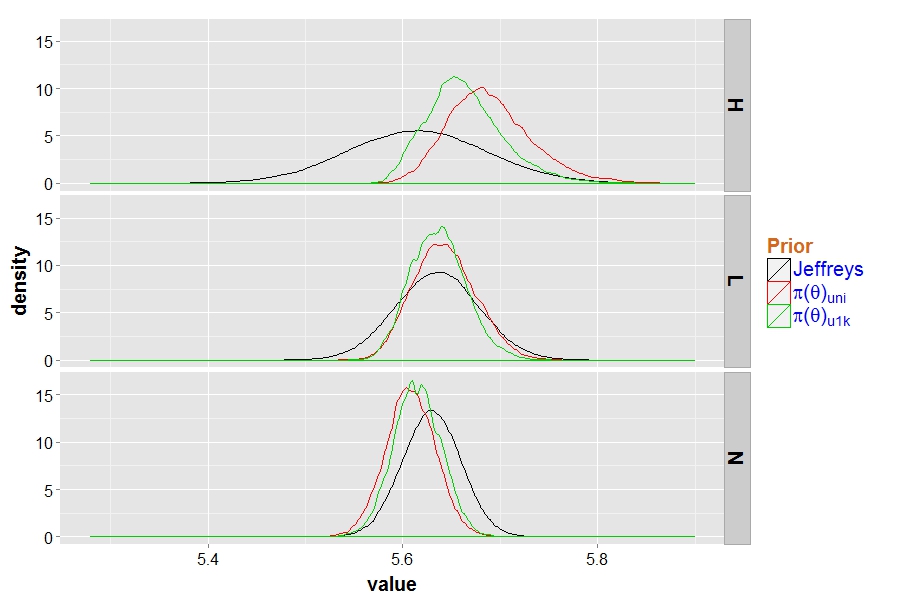 15
10
5
0
H
15
10
5
0
L
15
10
5
0
N
5.4 5.6 5.8
value
density
Prior
Jeffreys
π(θ)uni
π(θ)u1k